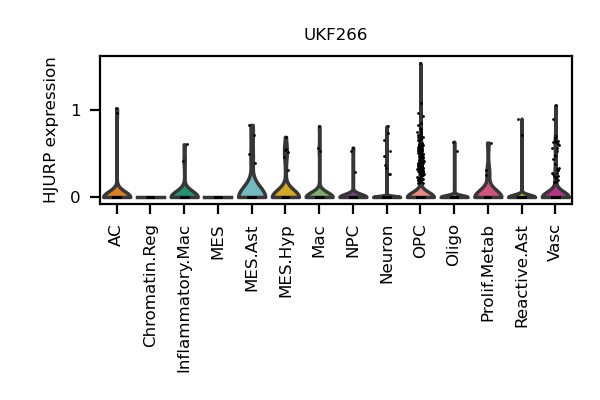 UKF266
HJURP expression
1
0
AC
Chromatin.Reg
Inflammatory.Mac
MES
MES.Ast
MES.Hyp
Mac
NPC
Neuron
OPC
Oligo
Prolif.Metab
Reactive.Ast
Vasc